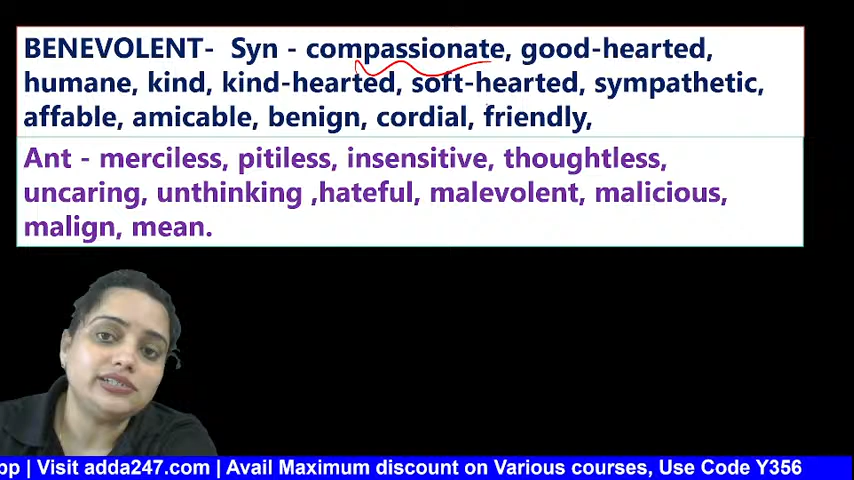 BENEVOLENT- Syn - compassionate, good-hearted,
humane, kind, kind-hearted, soft-hearted, sympathetic,
affable, amicable, benign, cordial, friendly,
Ant - merciless, pitiless, insensitive, thoughtless,
uncaring, unthinking ,hateful, malevolent, malicious,
malign, mean.
| Visit adda247.com | Avail Maximum discount on Various courses, Use Code Y356